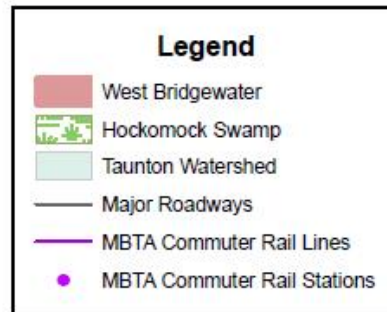 Legend
West Bridgewater
Hockomock Swamp
Taunton Watershed
Major Roadways
MBTA Commuter Rail Lines
MBTA Commuter Rail Stations